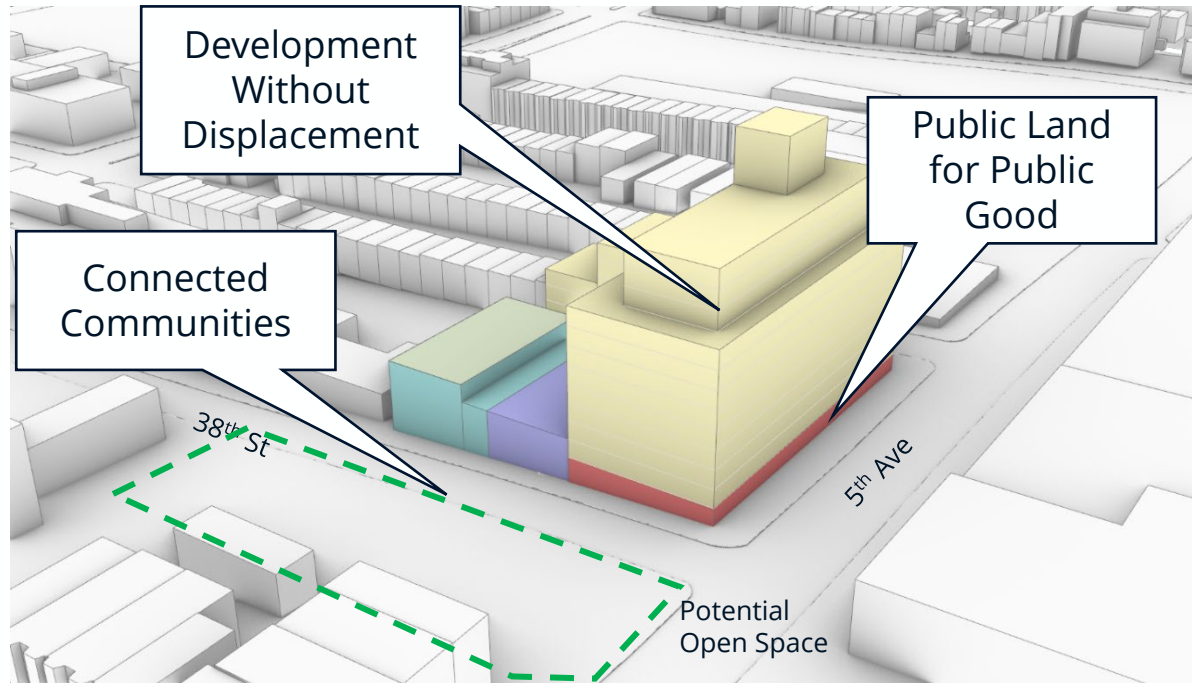 Development
Without
Displacement
Public Land
for Public
Good
Connected
Communities
38th St
5th Ave
Potential
Open Space